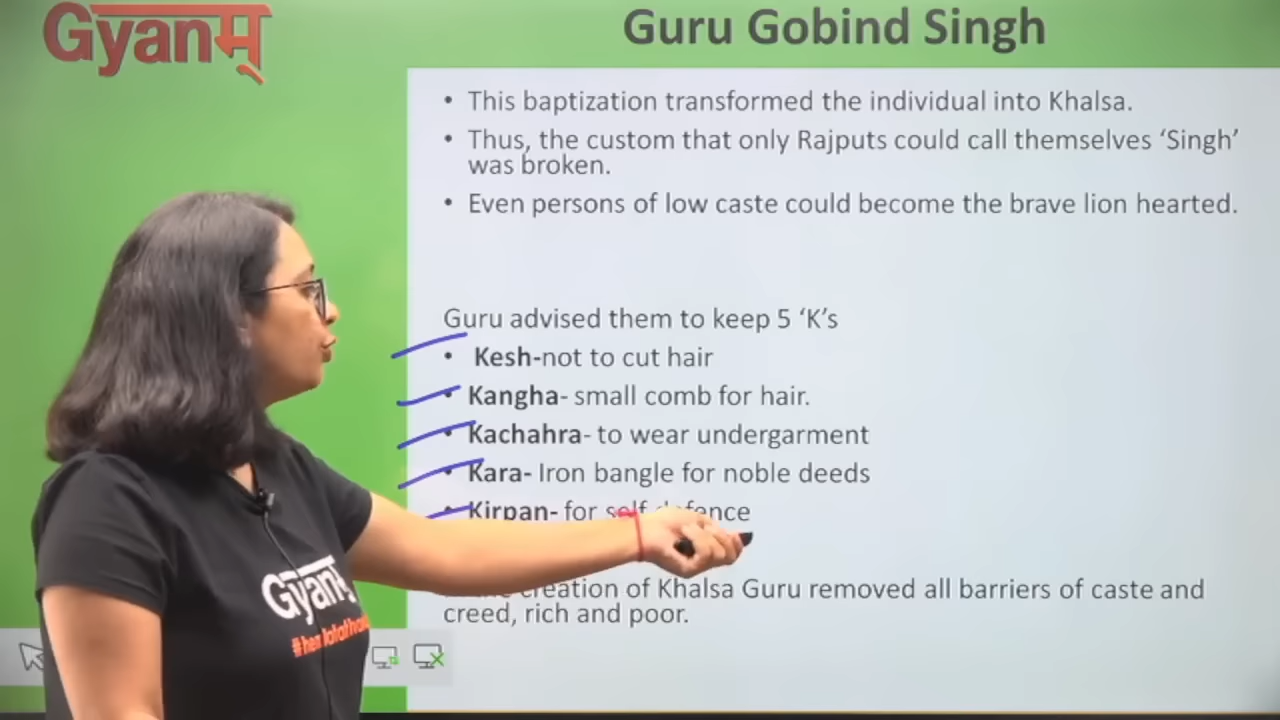 Gyanम्
Guru Gobind Singh
• This baptization transformed the individual into Khalsa.
• Thus, the custom that only Rajputs could call themselves ‘Singh’
was broken.
• Even persons of low caste could become the brave lion hearted.
Guru advised them to keep 5 ‘K’s
• Kesh-not to cut hair
• Kangha- small comb for hair.
• Kachahra- to wear undergarment
• Kara- Iron bangle for noble deeds
• Kirpan- for self defence
creation of Khalsa Guru removed all barriers of caste and
creed, rich and poor.
Gyanम्